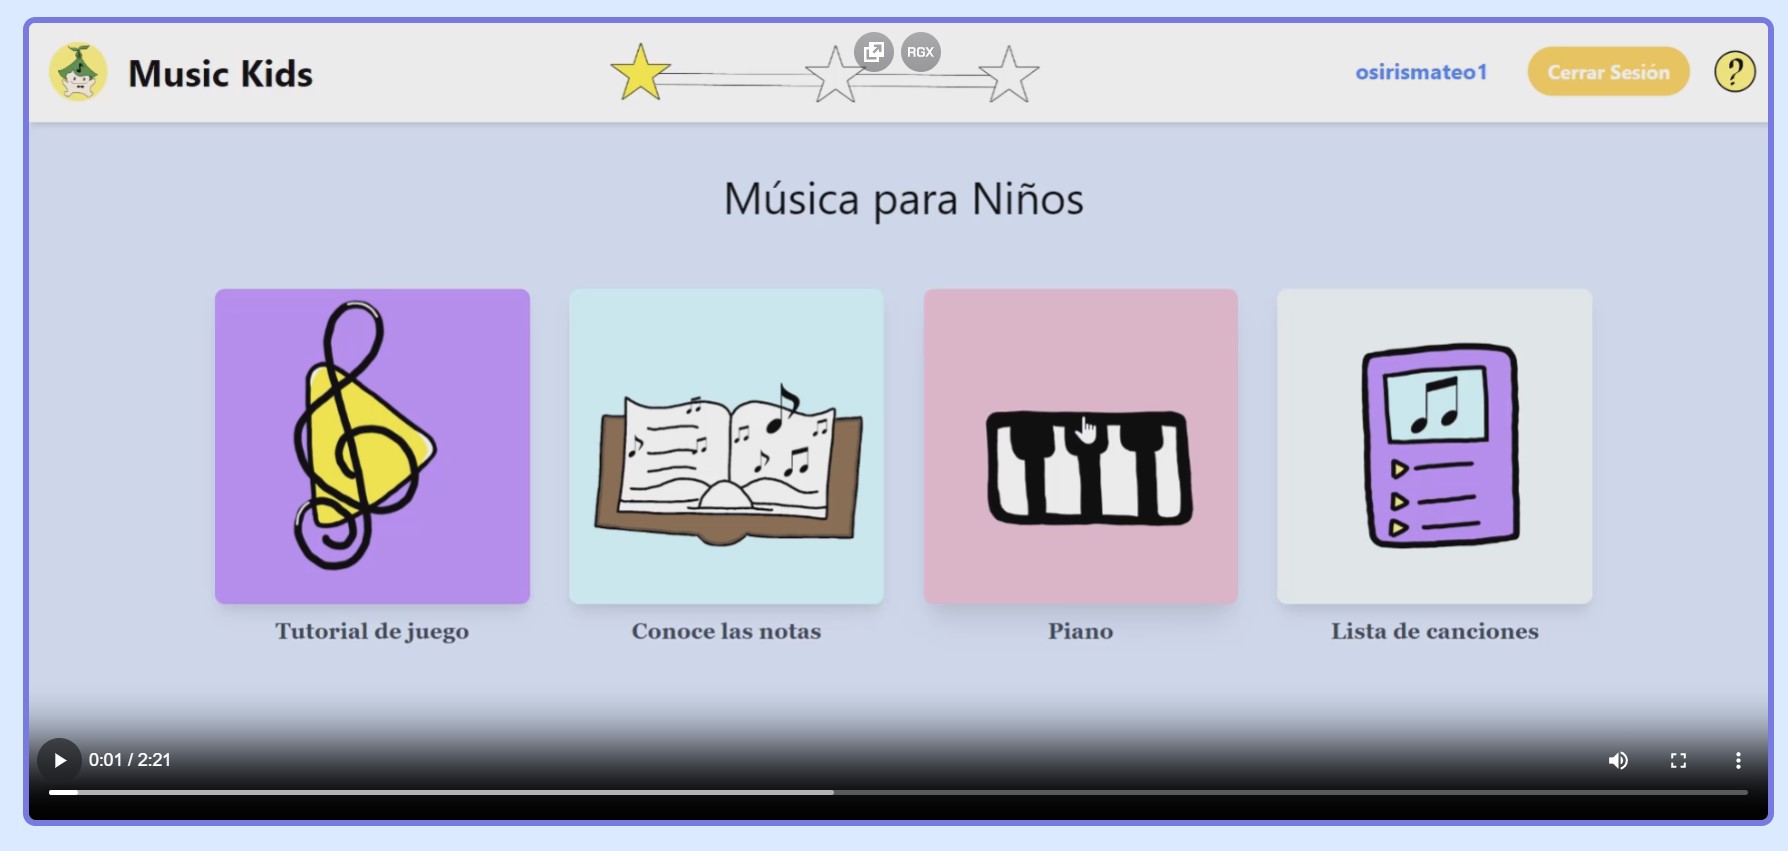 Music Kids
RGX
osirismateo1
Cerrar Sesión
?
Música para Niños
Tutorial de juego
Conoce las notas
Piano
Lista de canciones
0:01 / 2:21